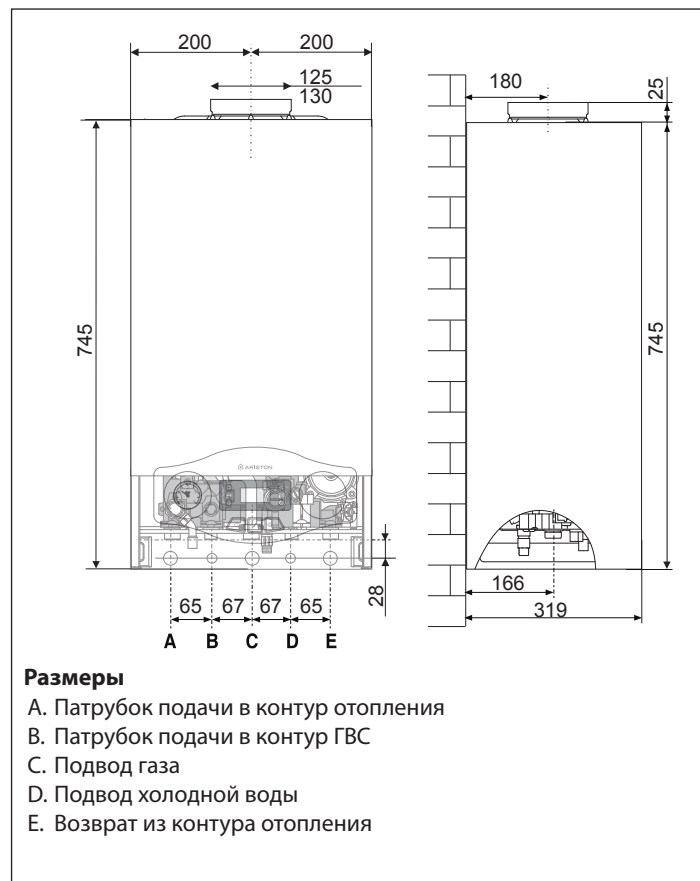 200 200
125
130
180
25
745
745
ARISTON
28
65 67 67 65
A B C D E
166
319
Размеры
A. Патрубок подачи в контур отопления
B. Патрубок подачи в контур ГВС
C. Подвод газа
D. Подвод холодной воды
E. Возврат из контура отопления